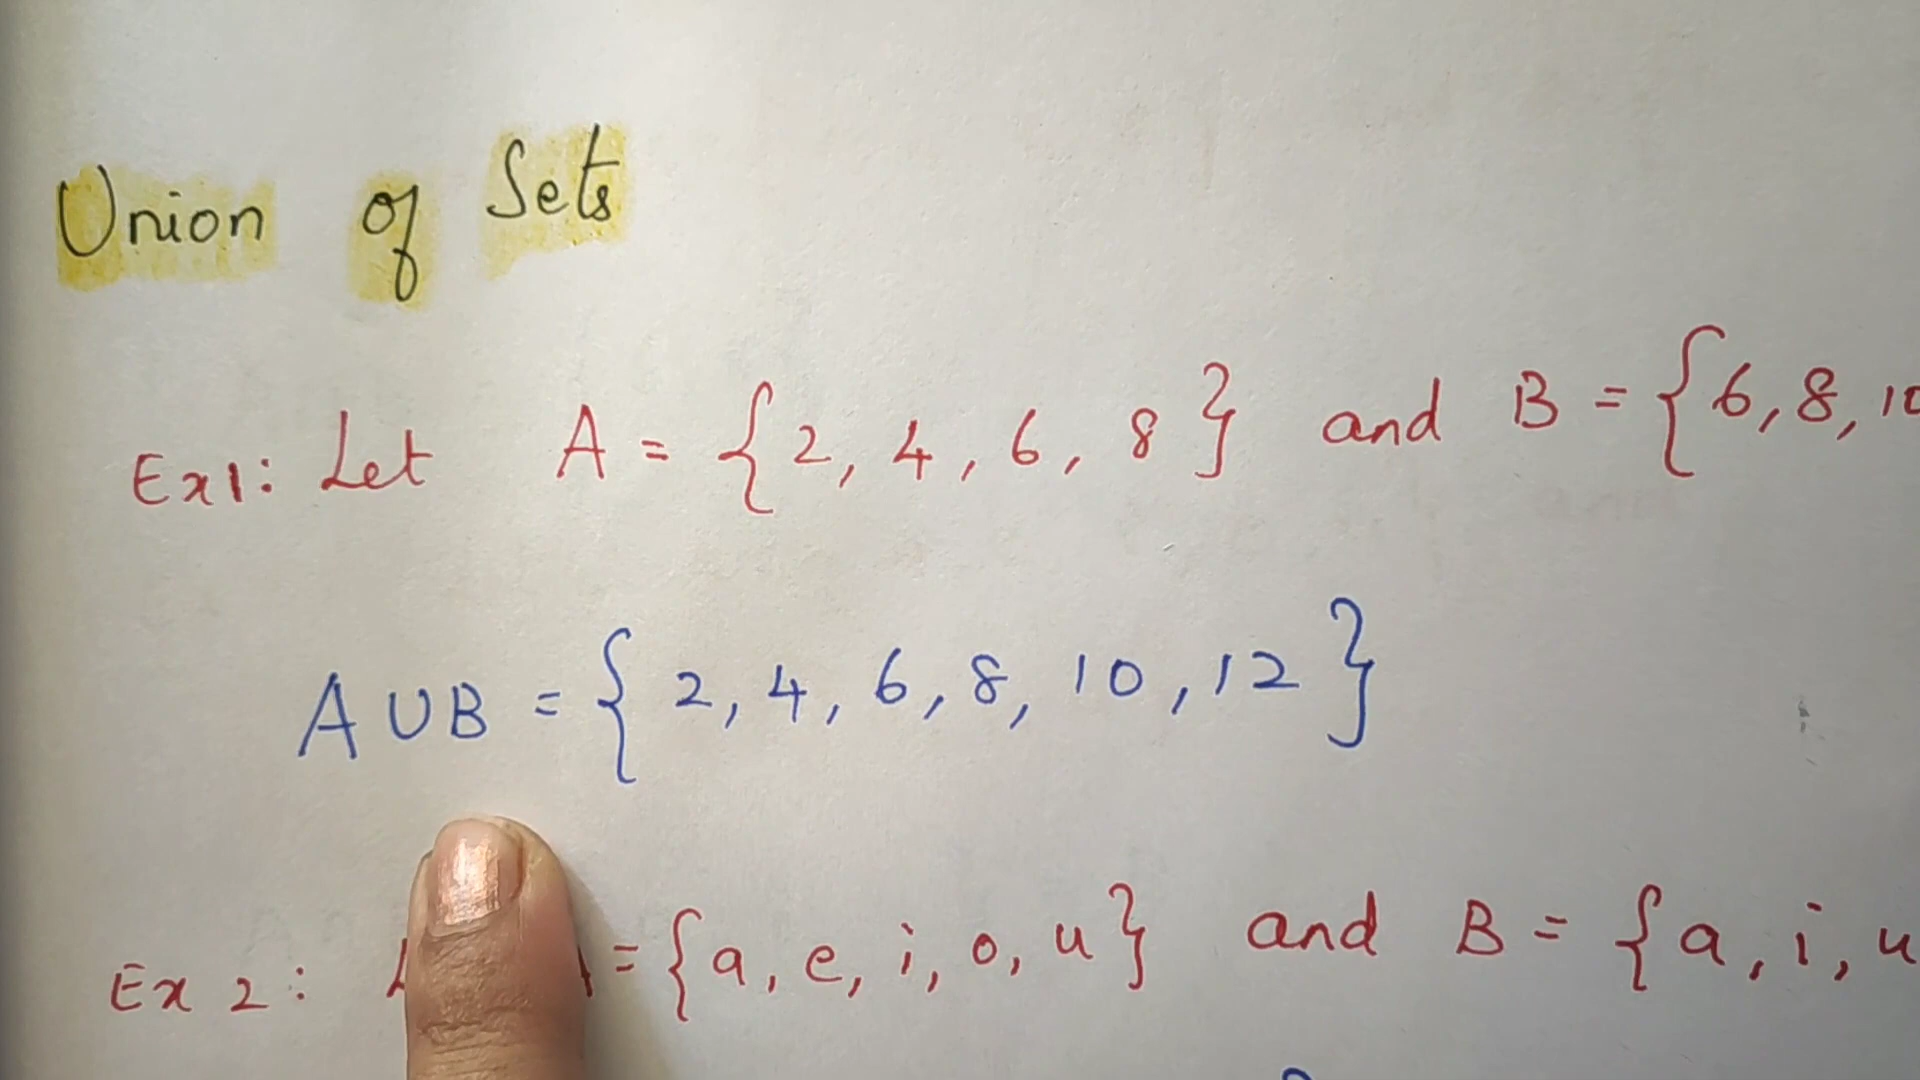 Union of Sets
Ex1: Let A = {2, 4, 6, 8} and B = {6, 8, 10
A∪B = {2, 4, 6, 8, 10, 12}
Ex 2: = {a, e, i, o, u} and B = {a, i, u